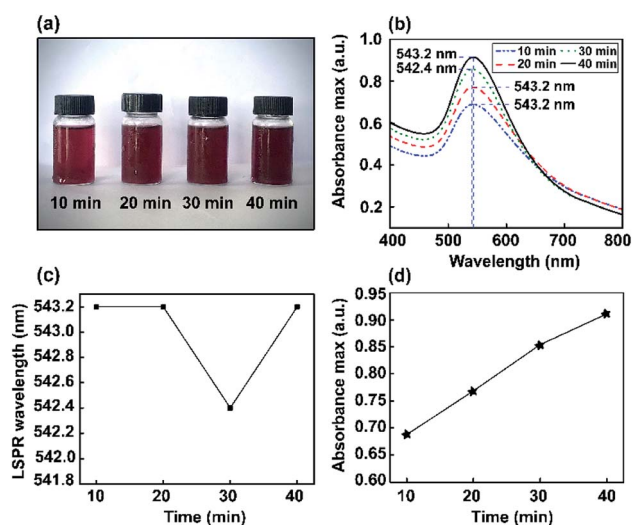 (a)
10 min 20 min 30 min 40 min
(b)
Absorbance max (a.u.)
1.0
0.8
0.6
0.4
0.2
543.2 nm
542.4 nm
543.2 nm
543.2 nm
10 min 30 min
20 min 40 min
400 500 600 700 800
Wavelength (nm)
(c)
LSPR wavelength (nm)
543.2
543.0
542.8
542.6
542.4
542.2
542.0
541.8
10 20 30 40
Time (min)
(d)
Absorbance max (a.u.)
0.95
0.90
0.85
0.80
0.75
0.70
0.65
0.60
10 20 30 40
Time (min)